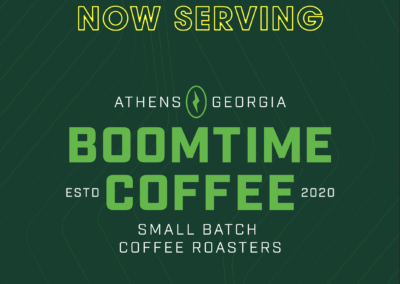 NOW SERVING
ATHENS GEORGIA
BOOMTIME
ESTD COFFEE 2020
SMALL BATCH
COFFEE ROASTERS